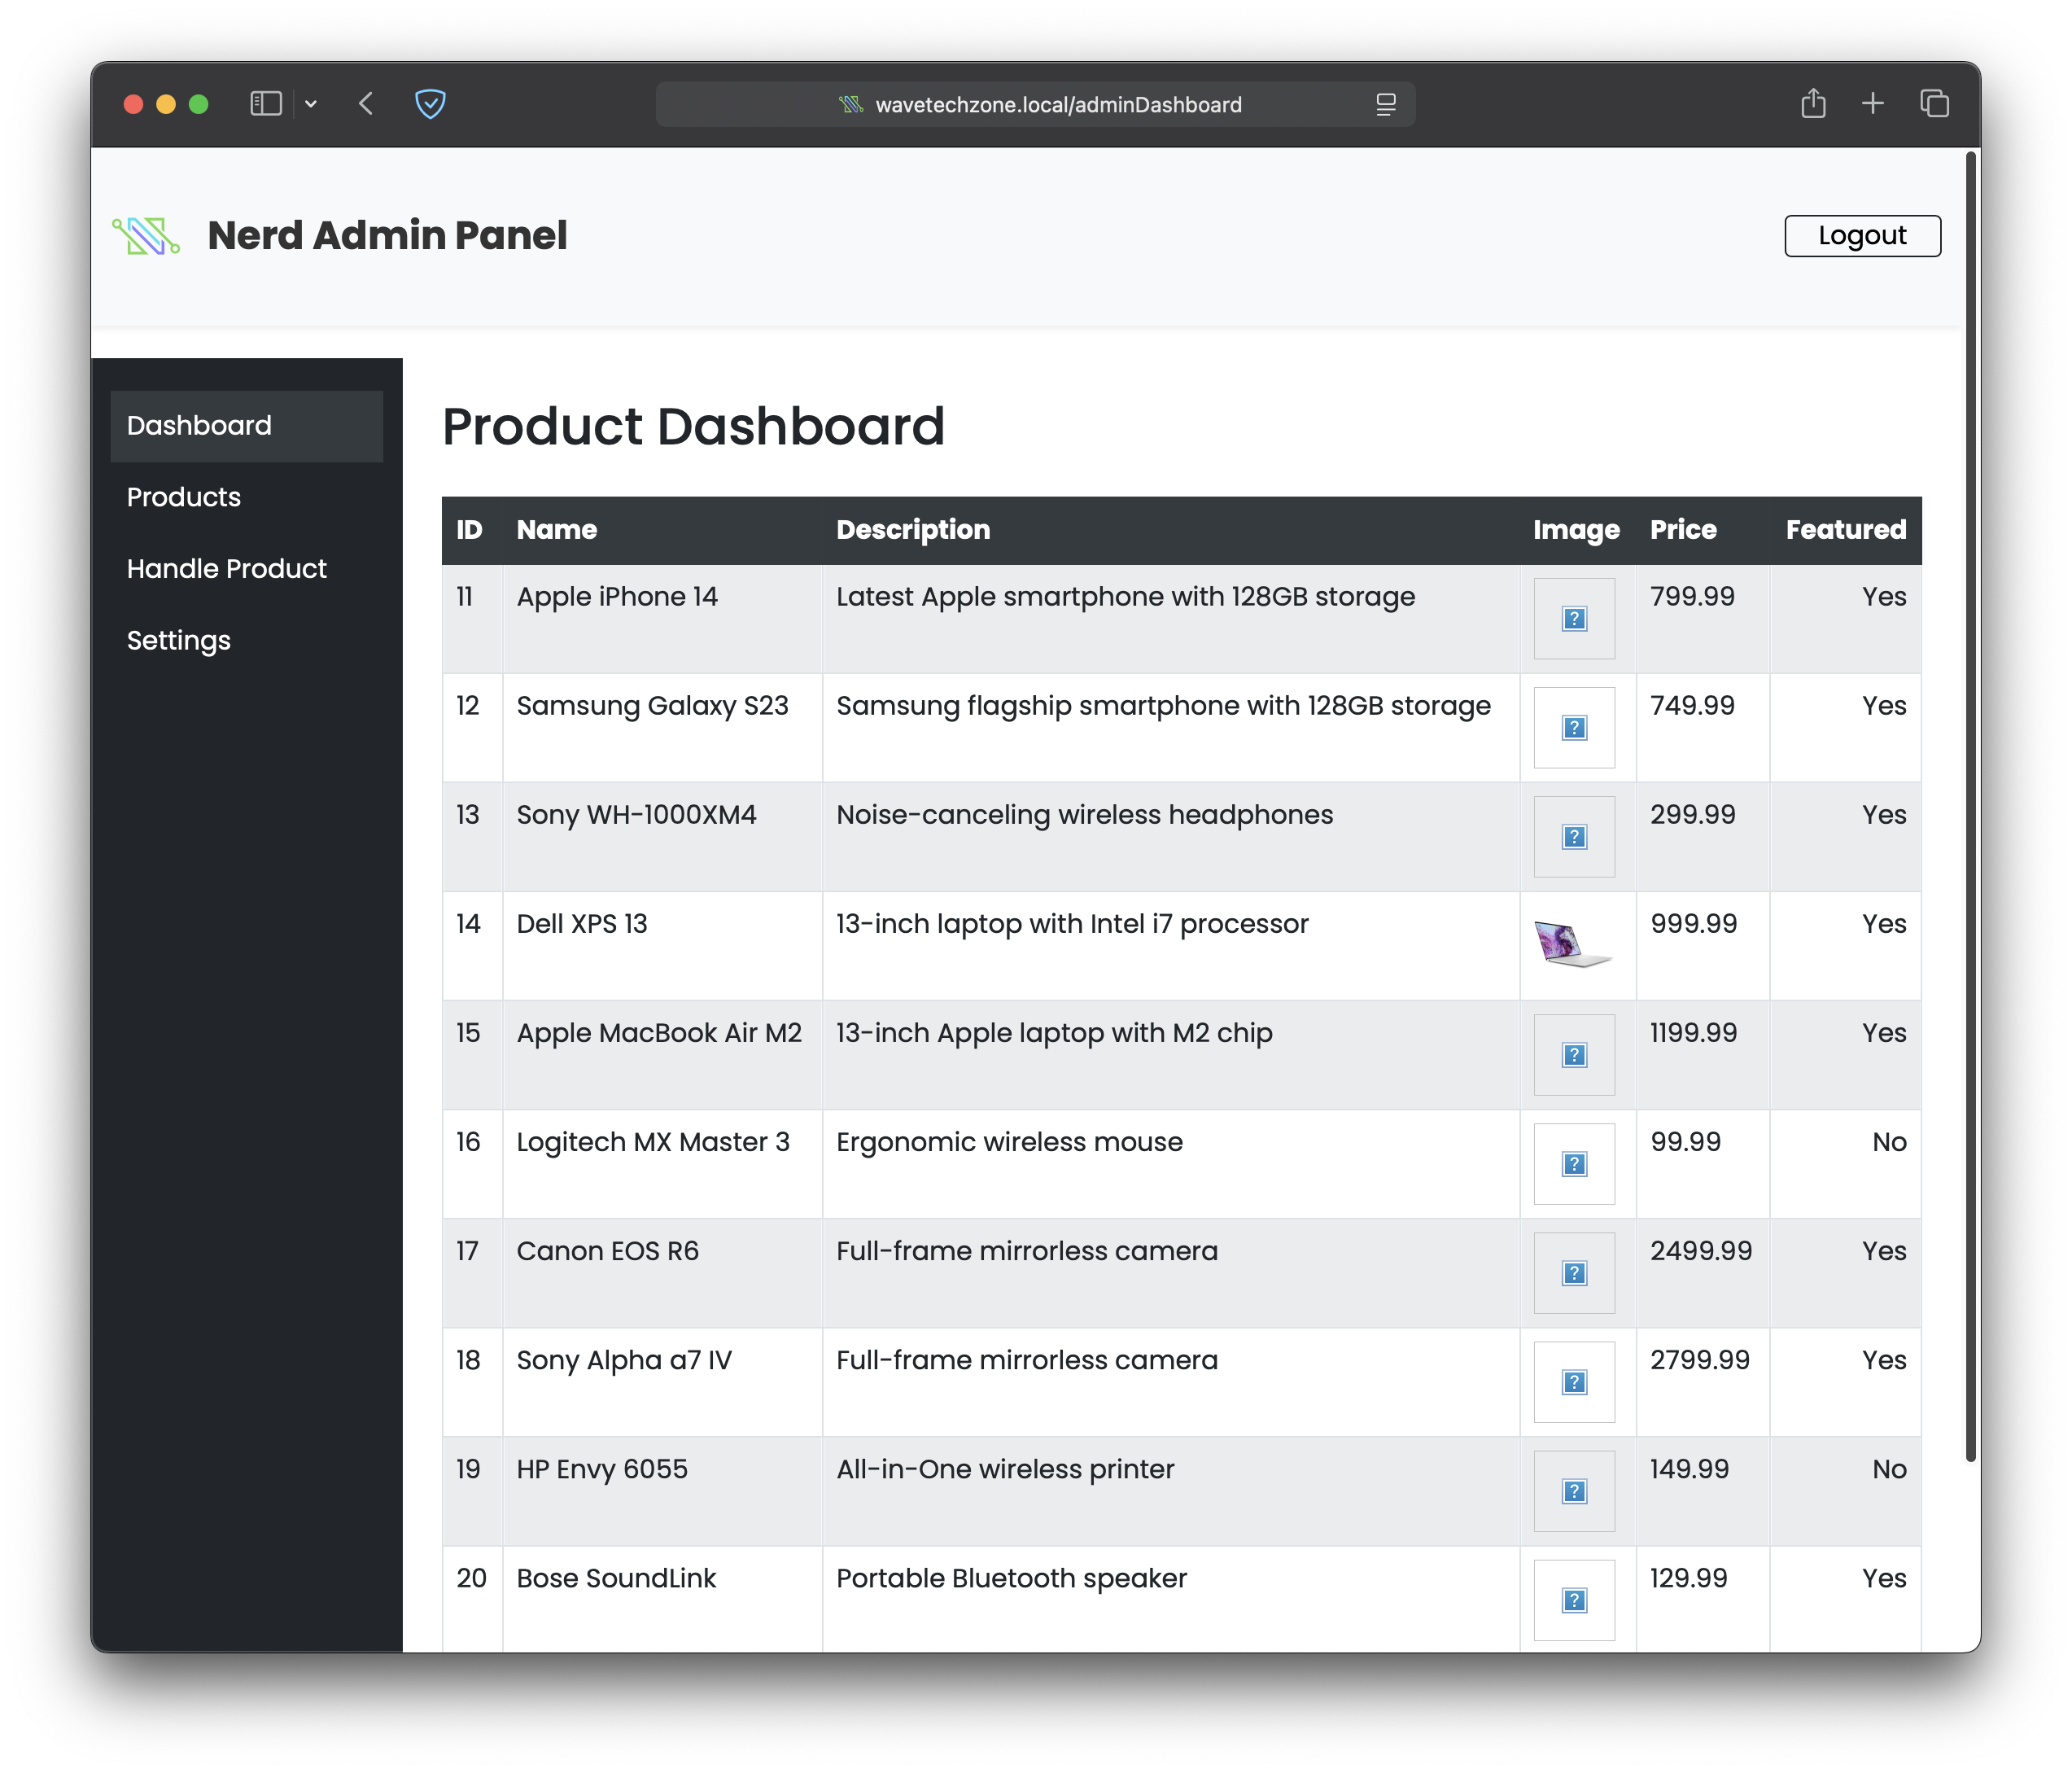 wavetechzone.local/adminDashboard
Nerd Admin Panel
Logout
Dashboard
Products
Handle Product
Settings
Product Dashboard
ID Name Description Image Price Featured
11 Apple iPhone 14 Latest Apple smartphone with 128GB storage ? 799.99 Yes
12 Samsung Galaxy S23 Samsung flagship smartphone with 128GB storage ? 749.99 Yes
13 Sony WH-1000XM4 Noise-canceling wireless headphones ? 299.99 Yes
14 Dell XPS 13 13-inch laptop with Intel i7 processor 999.99 Yes
15 Apple MacBook Air M2 13-inch Apple laptop with M2 chip ? 1199.99 Yes
16 Logitech MX Master 3 Ergonomic wireless mouse ? 99.99 No
17 Canon EOS R6 Full-frame mirrorless camera ? 2499.99 Yes
18 Sony Alpha a7 IV Full-frame mirrorless camera ? 2799.99 Yes
19 HP Envy 6055 All-in-One wireless printer ? 149.99 No
20 Bose SoundLink Portable Bluetooth speaker ? 129.99 Yes